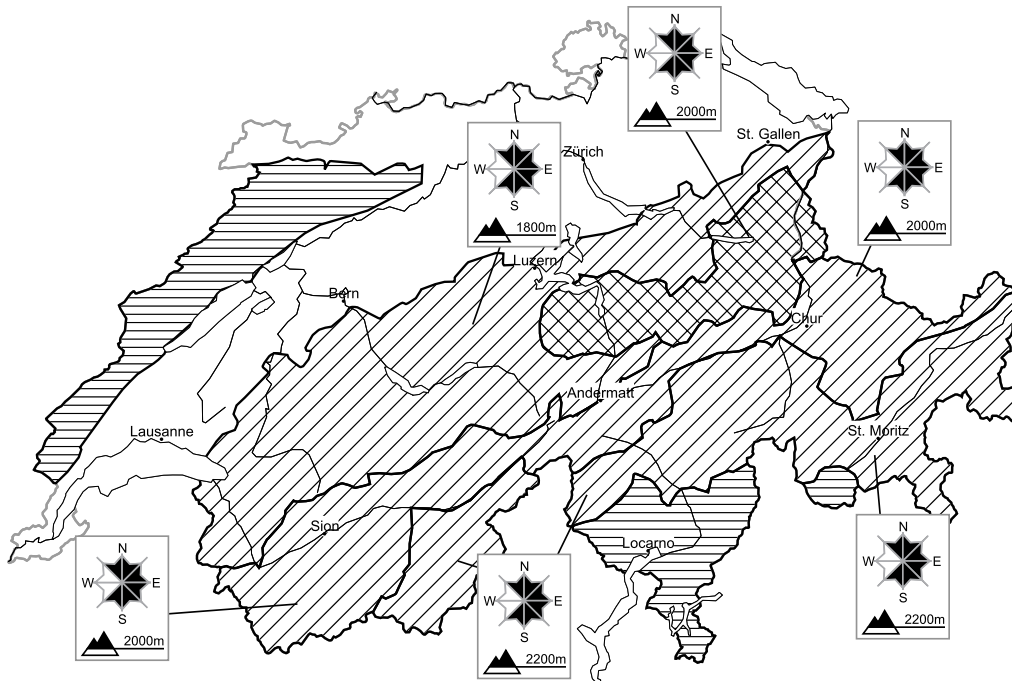 N
W E
S
2000m
St. Gallen
N
W E
S
1800m
Zürich
N
W E
S
2000m
Luzern
Bern
Chur
Andermatt
Lausanne
St. Moritz
Sion
Locarno
N
W E
S
2000m
N
W E
S
2200m
N
W E
S
2200m